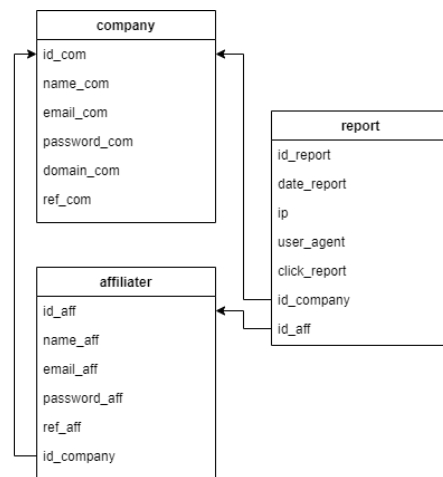 company
id_com
name_com
email_com
password_com
domain_com
ref_com
report
id_report
date_report
ip
user_agent
click_report
id_company
id_aff
affiliater
id_aff
name_aff
email_aff
password_aff
ref_aff
id_company